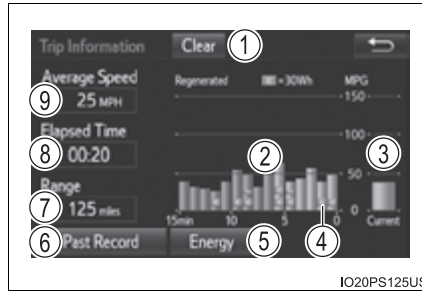 Trip Information Clear 1
Average Speed Regenerated =30Wh MPG
9 25 MPH 150
Elapsed Time 100
8 00:20 2 3
Range 50
7 125 miles 0
15min 10 5 0 Current
6 Past Record Energy 5 4
IO20PS125US